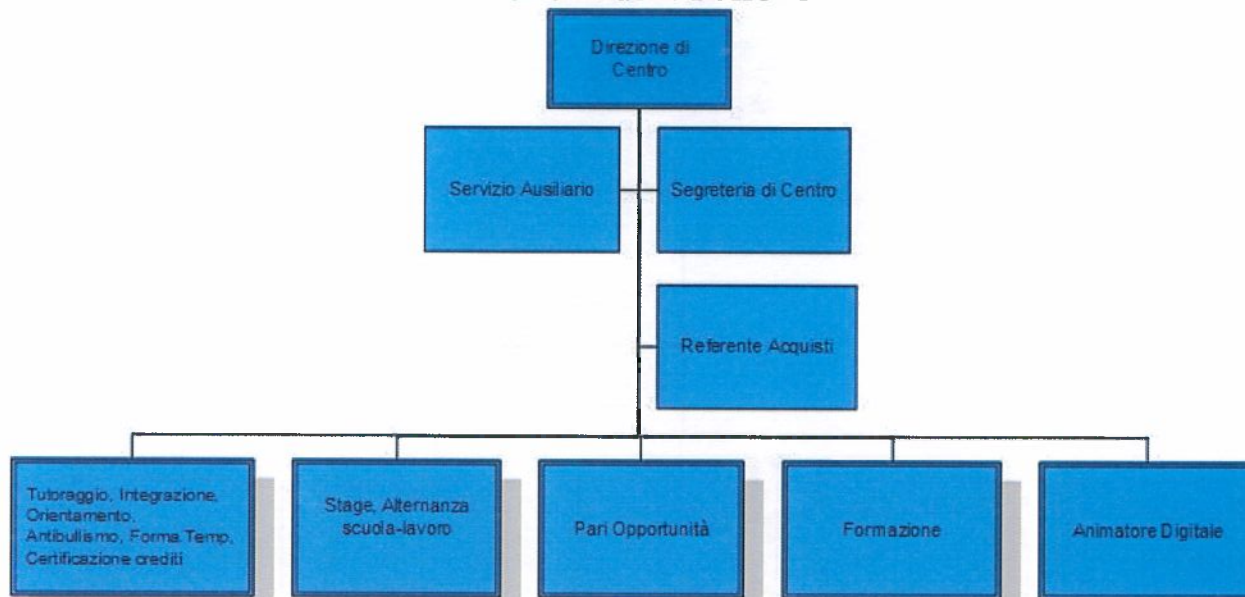 Direzione di
Centro
Servizio Ausiliario
Segreteria di Centro
Referente Acquisti
Tutoraggio, Integrazione,
Orientamento,
Antibullismo, Forma.Temp,
Certificazione crediti
Stage, Alternanza
scuola-lavoro
Pari Opportunità
Formazione
Animatore Digitale